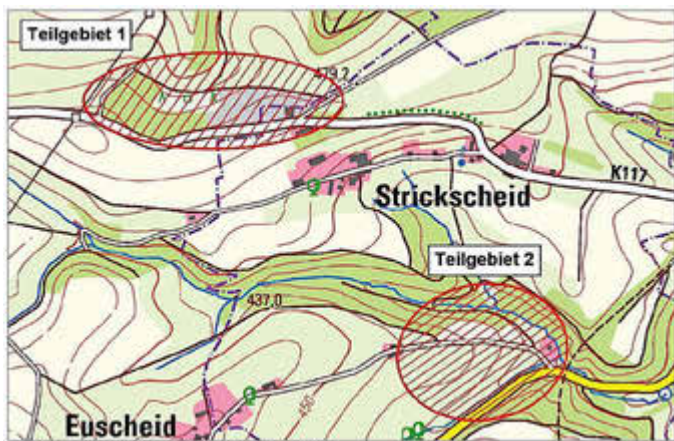 Teilgebiet 1
479,2
K117
Strickscheid
Teilgebiet 2
437,0
450
Euscheid